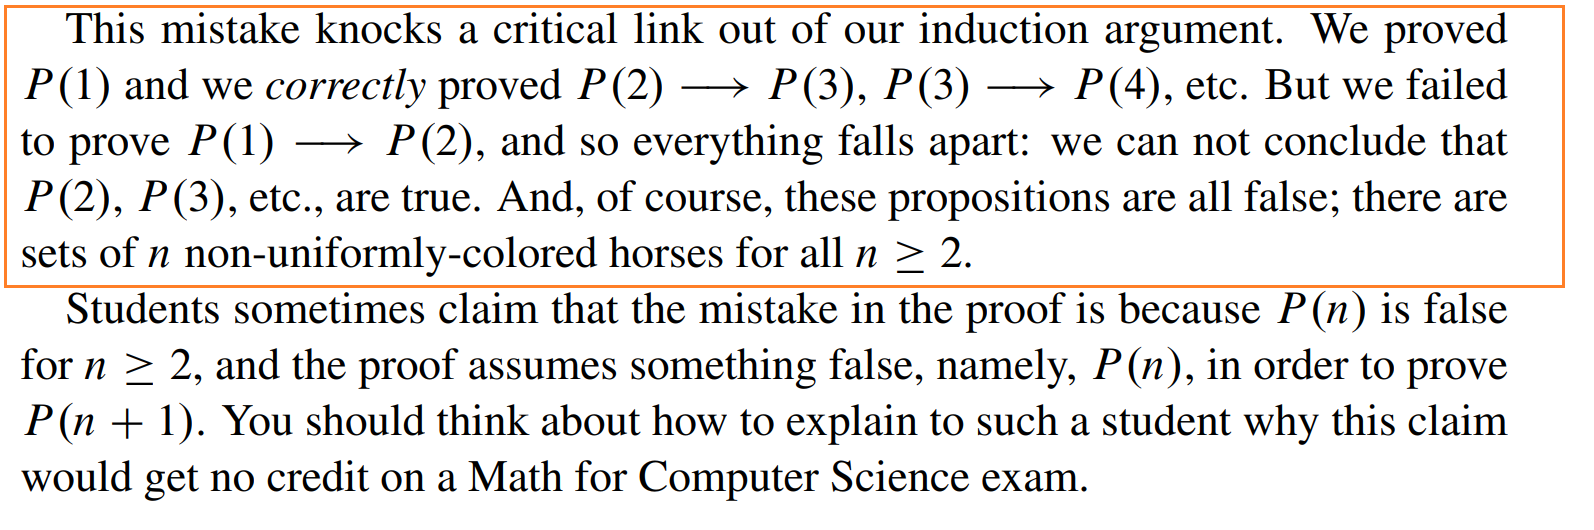 This mistake knocks a critical link out of our induction argument. We proved
P(1) and we correctly proved P(2) ⟶ P(3), P(3) ⟶ P(4), etc. But we failed
to prove P(1) ⟶ P(2), and so everything falls apart: we can not conclude that
P(2), P(3), etc., are true. And, of course, these propositions are all false; there are
sets of n non-uniformly-colored horses for all n ≥ 2.
Students sometimes claim that the mistake in the proof is because P(n) is false
for n ≥ 2, and the proof assumes something false, namely, P(n), in order to prove
P(n + 1). You should think about how to explain to such a student why this claim
would get no credit on a Math for Computer Science exam.